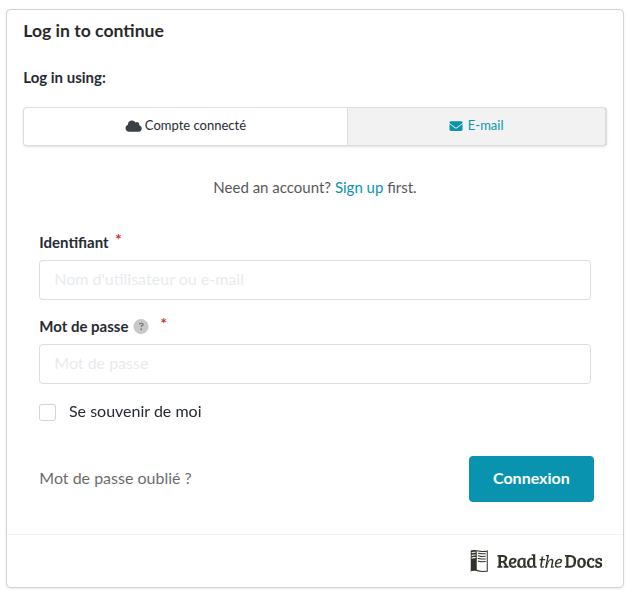 Log in to continue
Log in using:
Compte connecté
E-mail
Need an account? Sign up first.
Identifiant *
Nom d'utilisateur ou e-mail
Mot de passe ? *
Mot de passe
Se souvenir de moi
Mot de passe oublié ?
Connexion
Read the Docs